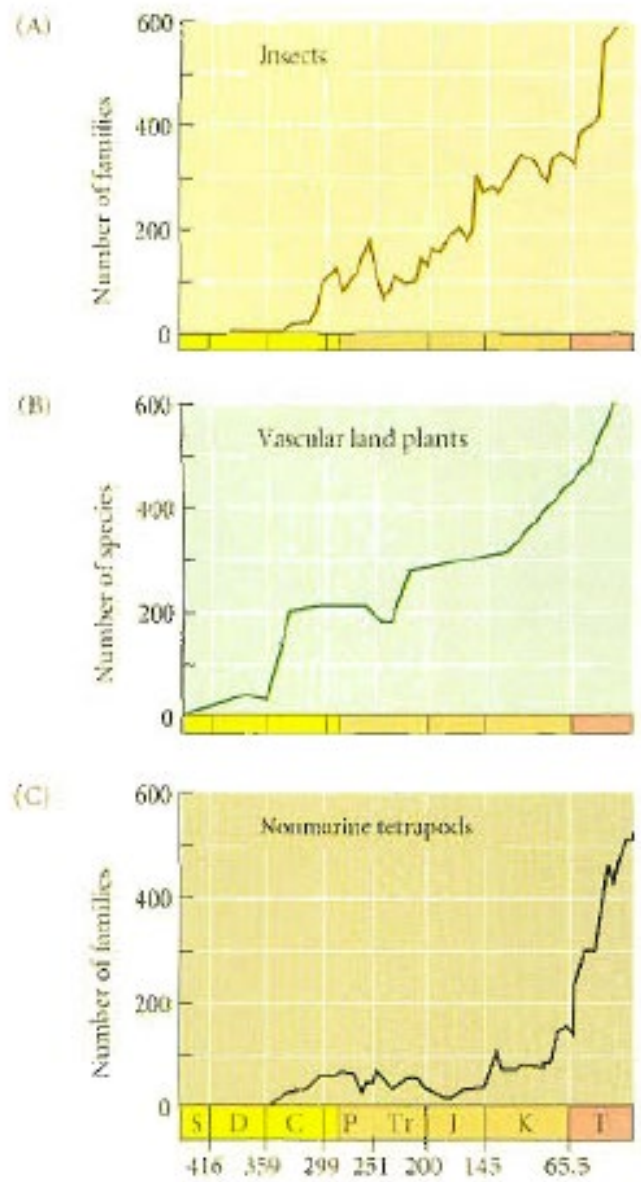 (A)
600
400
200
0
Number of families
Insects
(B)
600
400
200
0
Number of species
Vascular land plants
(C)
600
400
200
0
Number of families
Nonmarine tetrapods
S D C P Tr J K T
416 359 299 251 200 145 65.5